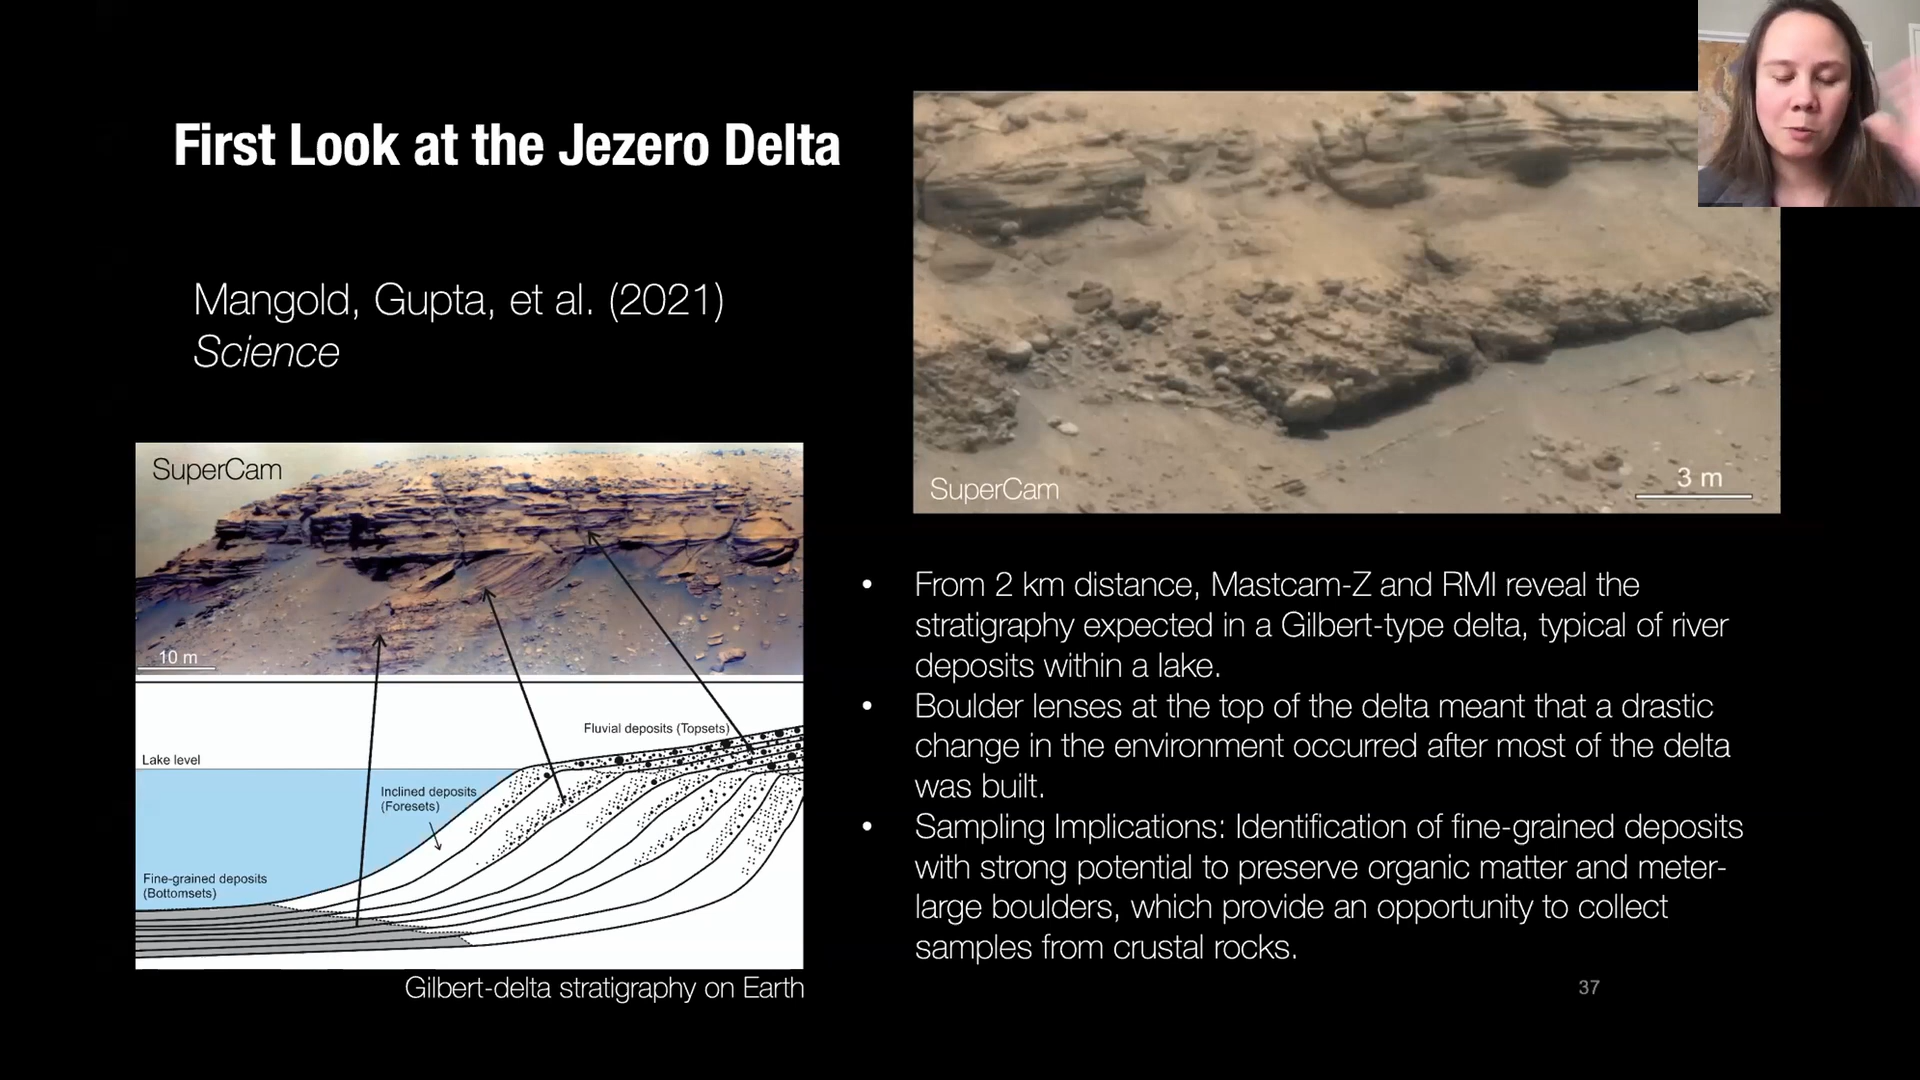 First Look at the Jezero Delta
Mangold, Gupta, et al. (2021)
Science
SuperCam
10 m
Fluvial deposits (Topsets)
Lake level
Inclined deposits
(Foresets)
Fine-grained deposits
(Bottomsets)
Gilbert-delta stratigraphy on Earth
SuperCam
3 m
• From 2 km distance, Mastcam-Z and RMI reveal the
stratigraphy expected in a Gilbert-type delta, typical of river
deposits within a lake.
• Boulder lenses at the top of the delta meant that a drastic
change in the environment occurred after most of the delta
was built.
• Sampling Implications: Identification of fine-grained deposits
with strong potential to preserve organic matter and meter-
large boulders, which provide an opportunity to collect
samples from crustal rocks.
37